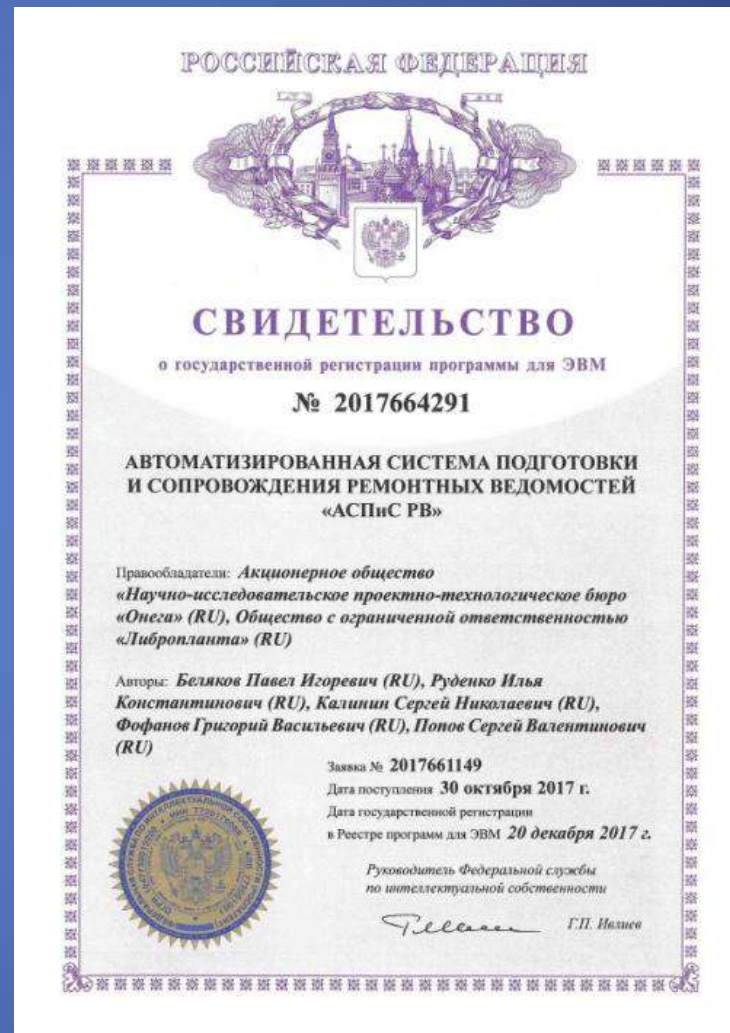 РОССИЙСКАЯ ФЕДЕРАЦИЯ
СВИДЕТЕЛЬСТВО
о государственной регистрации программы для ЭВМ
№ 2017664291
АВТОМАТИЗИРОВАННАЯ СИСТЕМА ПОДГОТОВКИ
И СОПРОВОЖДЕНИЯ РЕМОНТНЫХ ВЕДОМОСТЕЙ
«АСПиС РВ»
Правообладатели: Акционерное общество
«Научно-исследовательское проектно-технологическое бюро
«Онега» (RU), Общество с ограниченной ответственностью
«Либропланта» (RU)
Авторы: Беляков Павел Игоревич (RU), Руденко Илья
Константинович (RU), Калинин Сергей Николаевич (RU),
Фофанов Григорий Васильевич (RU), Попов Сергей Валентинович
(RU)
Заявка № 2017661149
Дата поступления 30 октября 2017 г.
Дата государственной регистрации
в Реестре программ для ЭВМ 20 декабря 2017 г.
Руководитель Федеральной службы
по интеллектуальной собственности
Г.П. Ивлиев